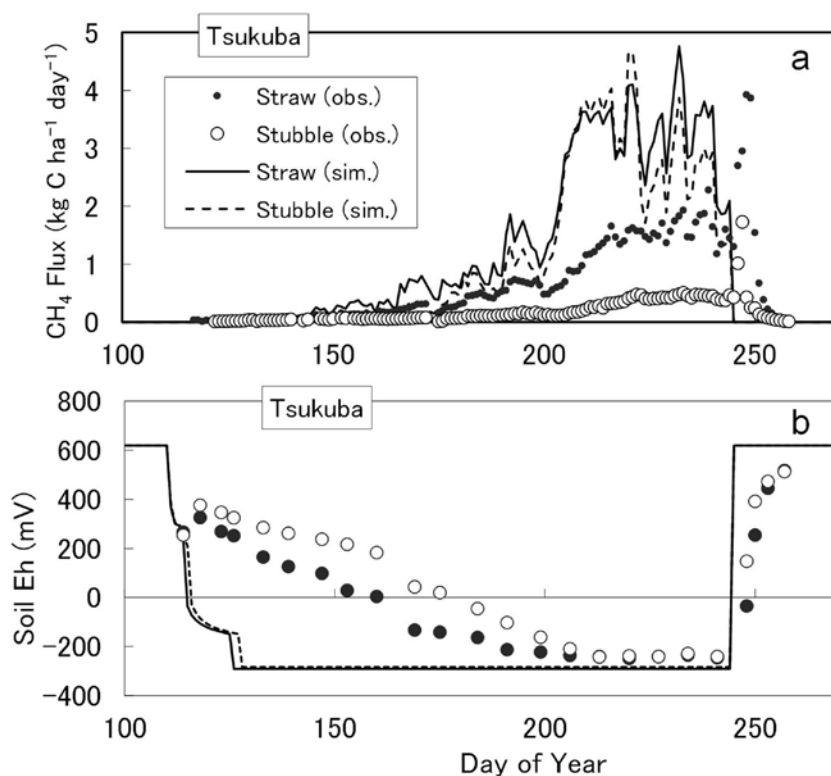 Tsukuba
a
Straw (obs.)
Stubble (obs.)
Straw (sim.)
Stubble (sim.)
CH₄ Flux (kg C ha⁻¹ day⁻¹)
5
4
3
2
1
0
100
150
200
250
Tsukuba
b
Soil Eh (mV)
800
600
400
200
0
−200
−400
100
150
200
250
Day of Year